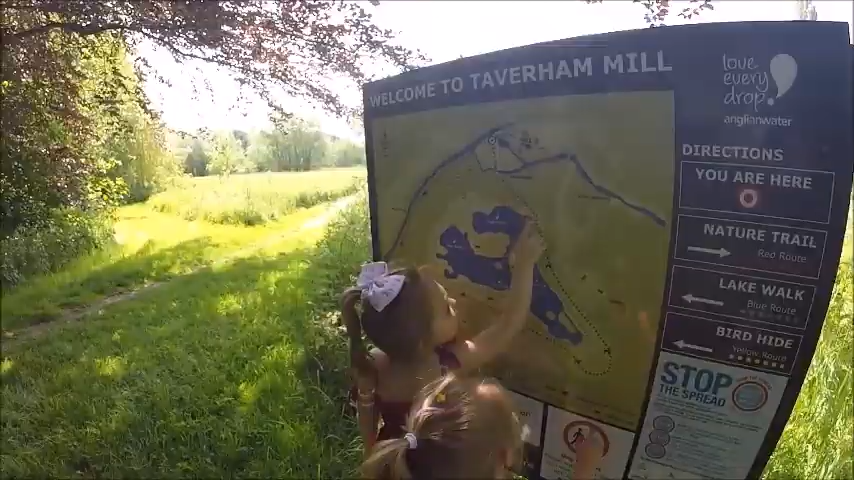 WELCOME TO TAVERHAM MILL
love
every
drop
anglianwater
DIRECTIONS
YOU ARE HERE
NATURE TRAIL
Red Route
LAKE WALK
Blue Route
BIRD HIDE
Yellow Route
STOP
THE SPREAD